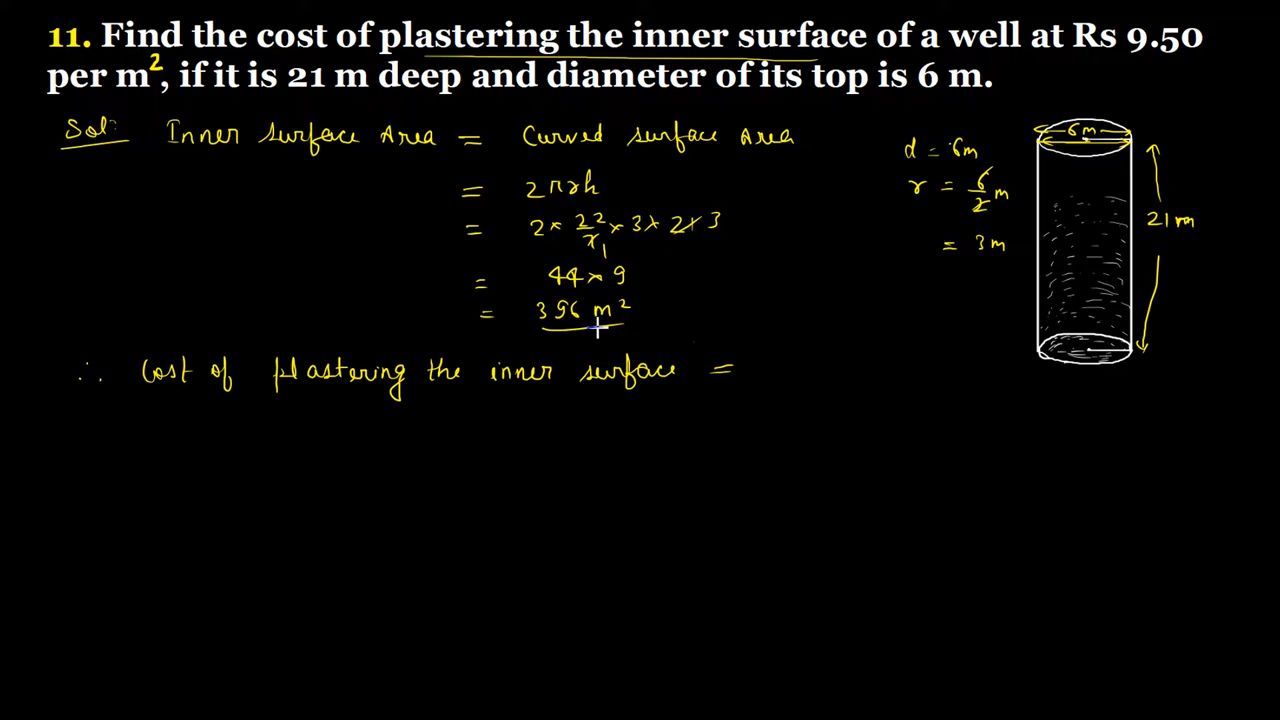 11. Find the cost of plastering the inner surface of a well at Rs 9.50
per m², if it is 21 m deep and diameter of its top is 6 m.
Sol: Inner surface Area = Curved surface Area
= 2πrh
= 2 × 22/7 1 × 3 × 21 3
= 44 × 9
= 396 m²
∴ Cost of plastering the inner surface =
d = 6m
r = 6/2 m
= 3m
6m
21m